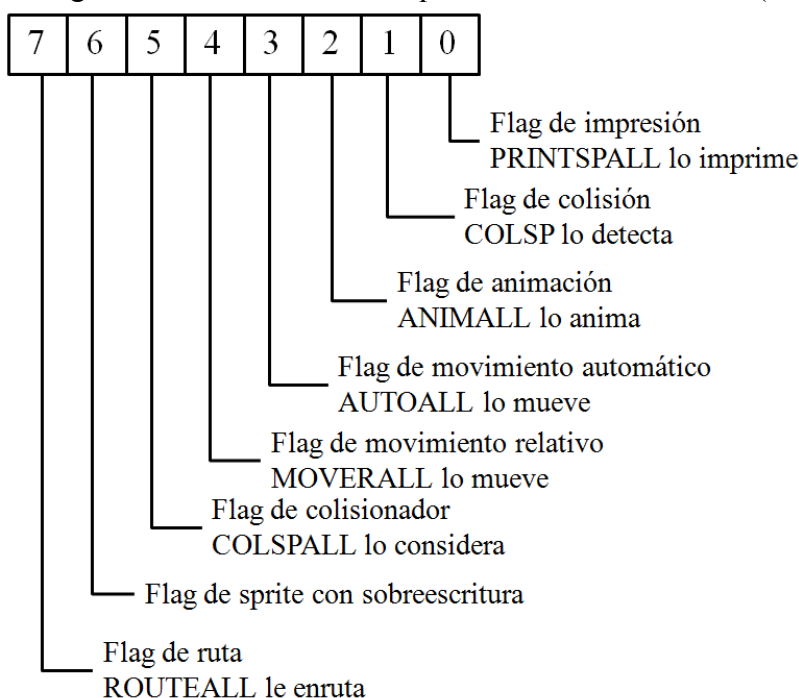 7 6 5 4 3 2 1 0
Flag de impresión
PRINTSPALL lo imprime
Flag de colisión
COLSP lo detecta
Flag de animación
ANIMALL lo anima
Flag de movimiento automático
AUTOALL lo mueve
Flag de movimiento relativo
MOVERALL lo mueve
Flag de colisionador
COLSPALL lo considera
Flag de sprite con sobreescritura
Flag de ruta
ROUTEALL le enruta